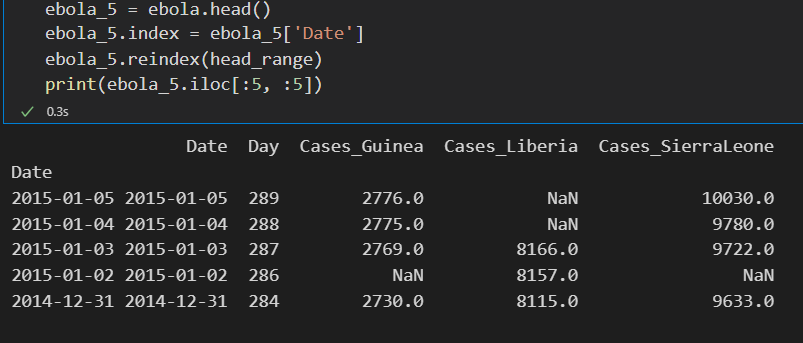 ebola_5 = ebola.head()
ebola_5.index = ebola_5['Date']
ebola_5.reindex(head_range)
print(ebola_5.iloc[:5, :5])
✓ 0.3s
Date Day Cases_Guinea Cases_Liberia Cases_SierraLeone
Date
2015-01-05 2015-01-05 289 2776.0 NaN 10030.0
2015-01-04 2015-01-04 288 2775.0 NaN 9780.0
2015-01-03 2015-01-03 287 2769.0 8166.0 9722.0
2015-01-02 2015-01-02 286 NaN 8157.0 NaN
2014-12-31 2014-12-31 284 2730.0 8115.0 9633.0